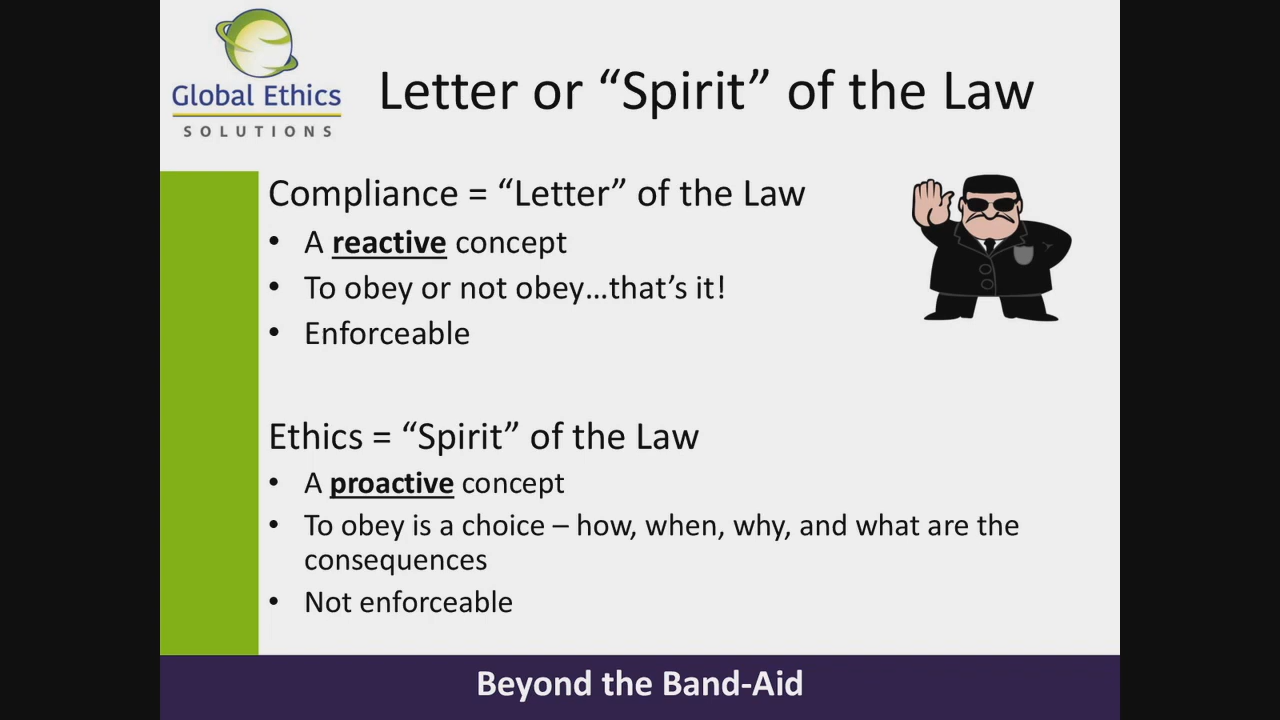 Global Ethics
SOLUTIONS
Letter or “Spirit” of the Law
Compliance = “Letter” of the Law
• A reactive concept
• To obey or not obey…that’s it!
• Enforceable
Ethics = “Spirit” of the Law
• A proactive concept
• To obey is a choice – how, when, why, and what are the
consequences
• Not enforceable
Beyond the Band-Aid